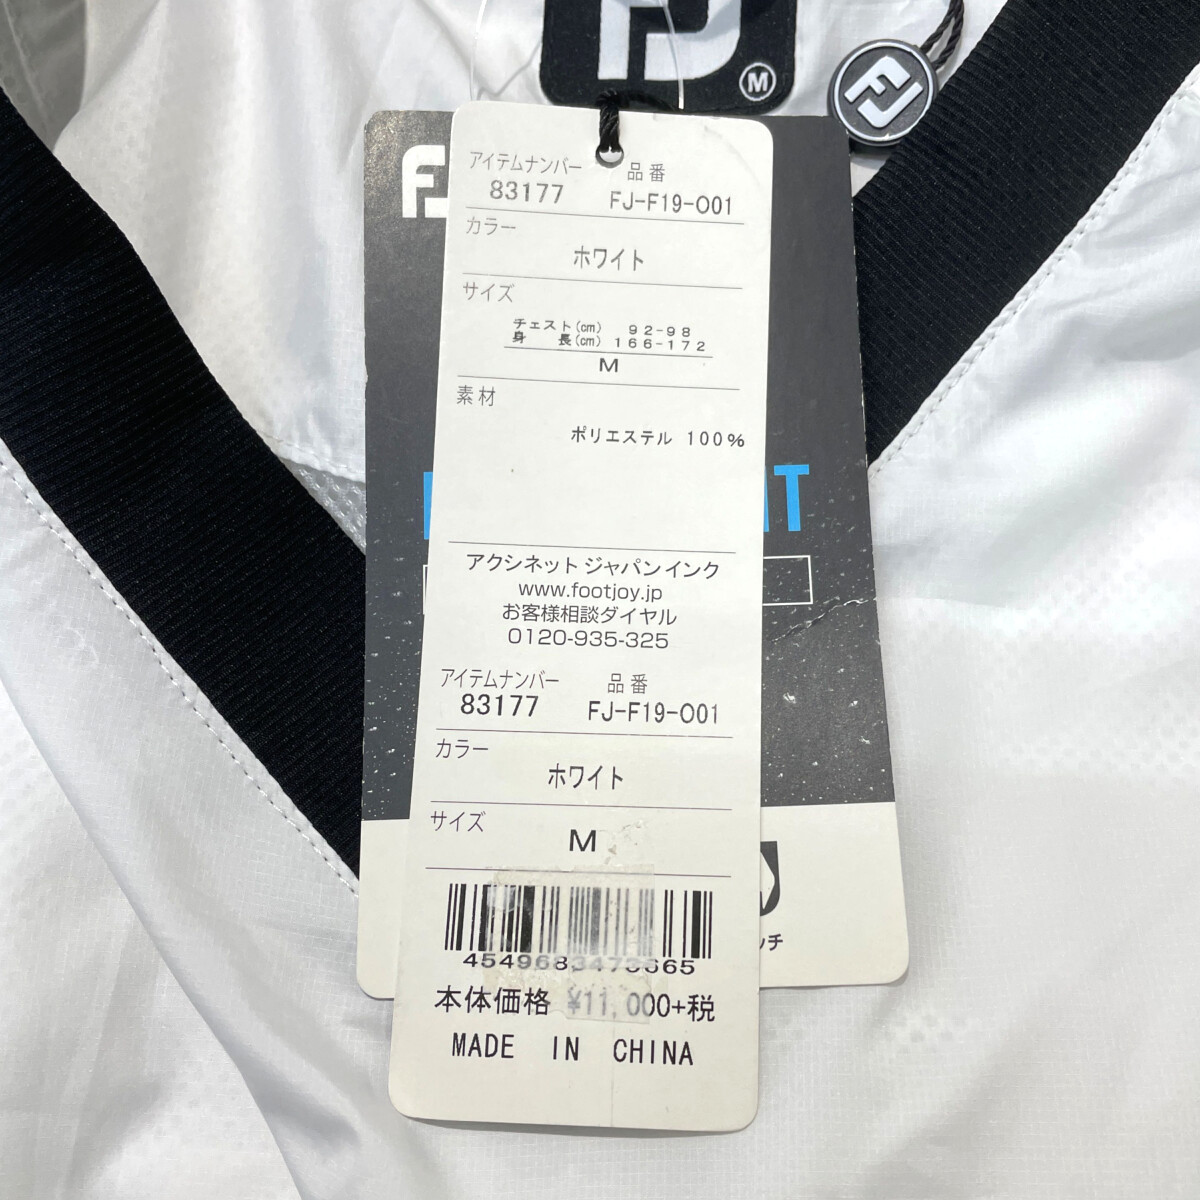 FJ
M
FJ
アイテムナンバー 品番
83177 FJ-F19-O01
カラー
ホワイト
サイズ
チェスト(cm) 92-98
身長(cm) 166-172
M
素材
ポリエステル 100%
アクシネット ジャパン インク
www.footjoy.jp
お客様相談ダイヤル
0120-935-325
アイテムナンバー 品番
83177 FJ-F19-O01
カラー
ホワイト
サイズ
M
本体価格 ¥11,000+税
MADE IN CHINA